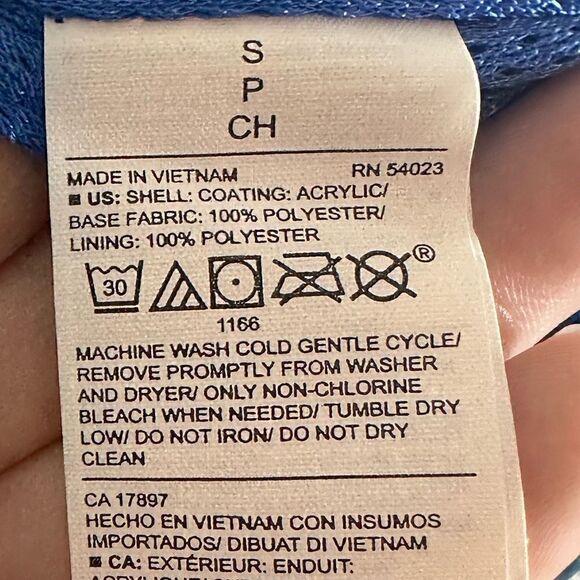 S
P
CH
MADE IN VIETNAM RN 54023
US: SHELL: COATING: ACRYLIC/
BASE FABRIC: 100% POLYESTER/
LINING: 100% POLYESTER
30 ®
1166
MACHINE WASH COLD GENTLE CYCLE/
REMOVE PROMPTLY FROM WASHER
AND DRYER/ ONLY NON-CHLORINE
BLEACH WHEN NEEDED/ TUMBLE DRY
LOW/ DO NOT IRON/ DO NOT DRY
CLEAN
CA 17897
HECHO EN VIETNAM CON INSUMOS
IMPORTADOS/ DIBUAT DI VIETNAM
CA: EXTÉRIEUR: ENDUIT: